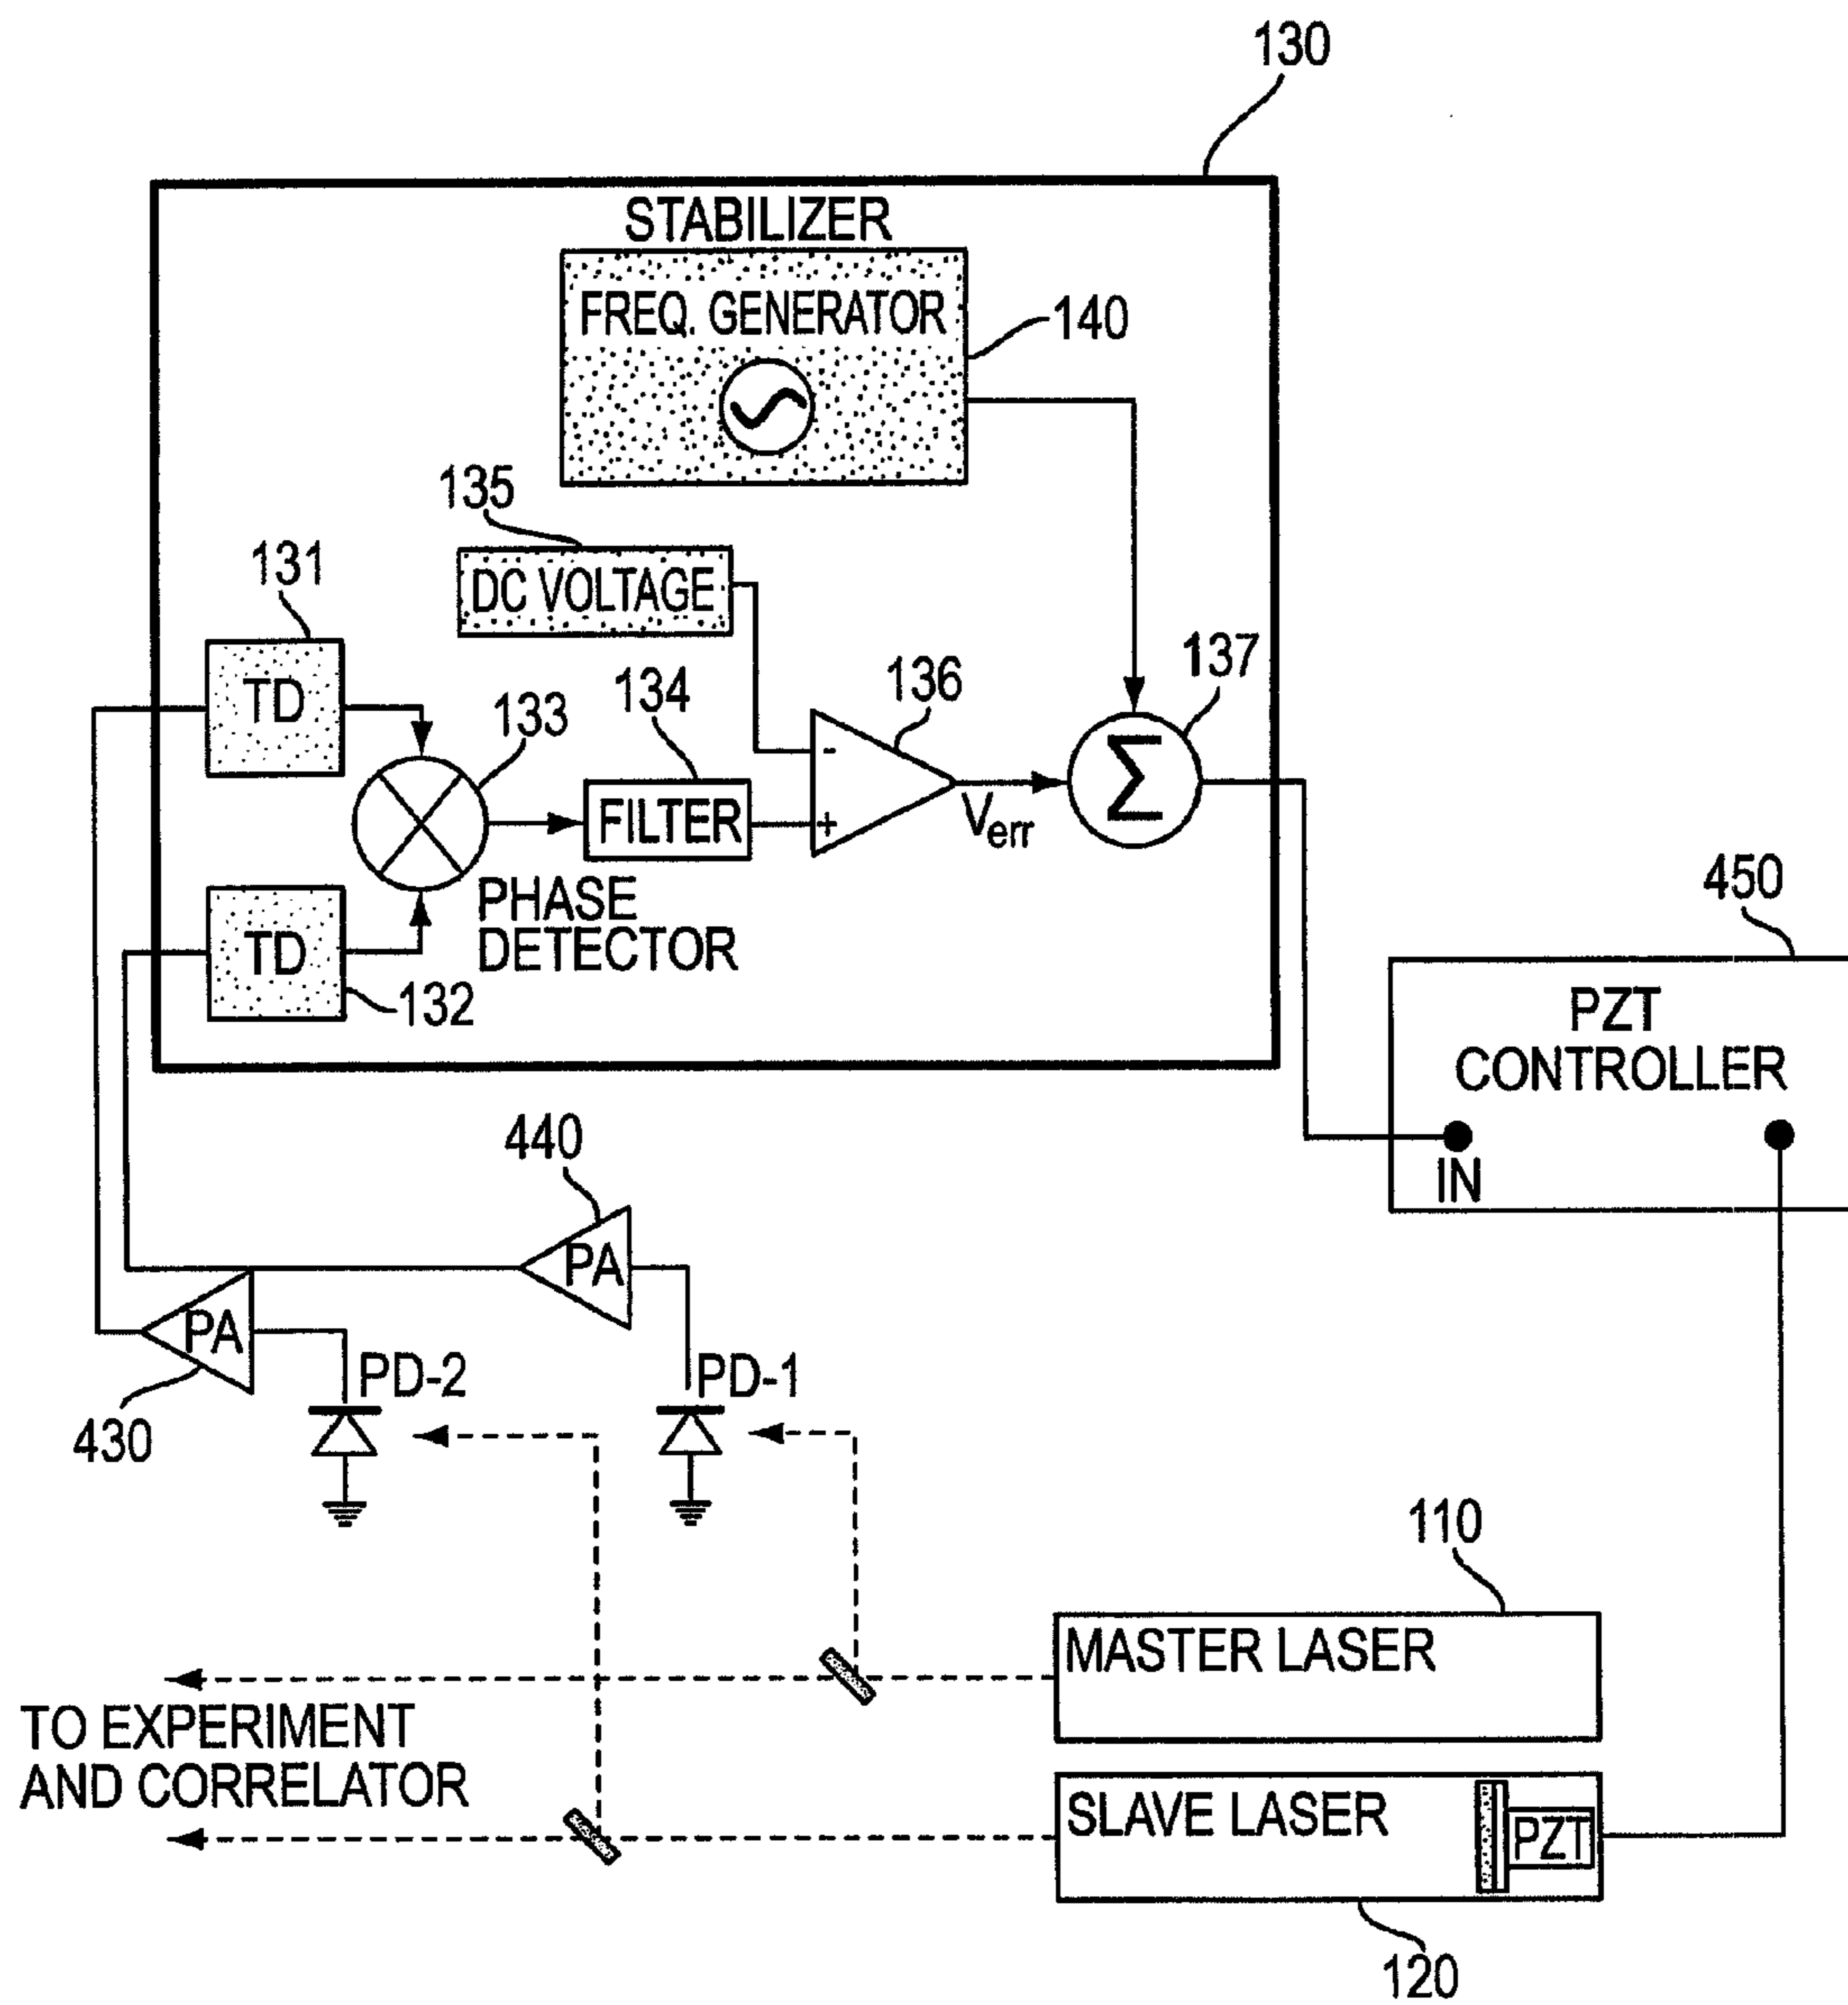 130
STABILIZER
FREQ. GENERATOR
140
135
DC VOLTAGE
131
TD
133
134
FILTER
136
-
+
Verr
137
Σ
PHASE
DETECTOR
TD
132
450
PZT
CONTROLLER
IN
440
PA
PA
430
PD-2
PD-1
110
MASTER LASER
TO EXPERIMENT
AND CORRELATOR
SLAVE LASER
PZT
120